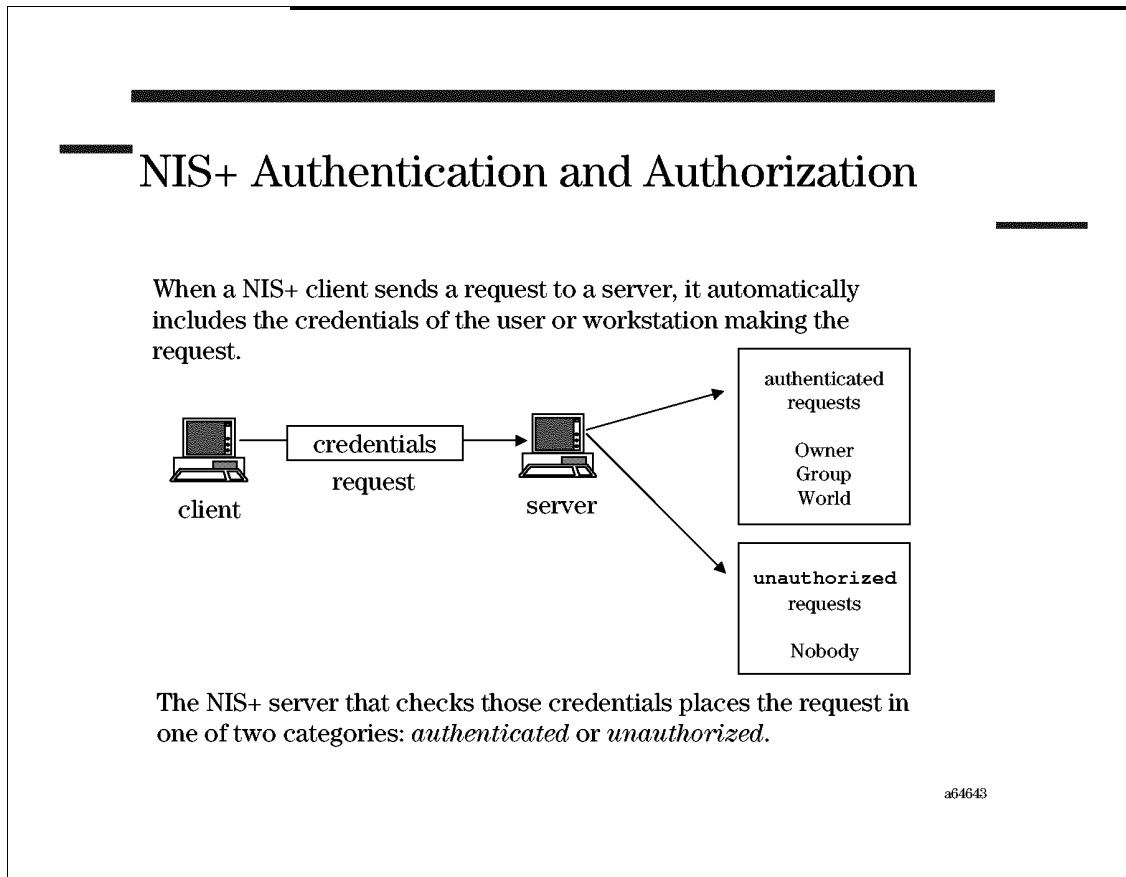 NIS+ Authentication and Authorization
When a NIS+ client sends a request to a server, it automatically
includes the credentials of the user or workstation making the
request.
credentials
request
client
server
authenticated
requests
Owner
Group
World
unauthorized
requests
Nobody
The NIS+ server that checks those credentials places the request in
one of two categories: authenticated or unauthorized.
a64643